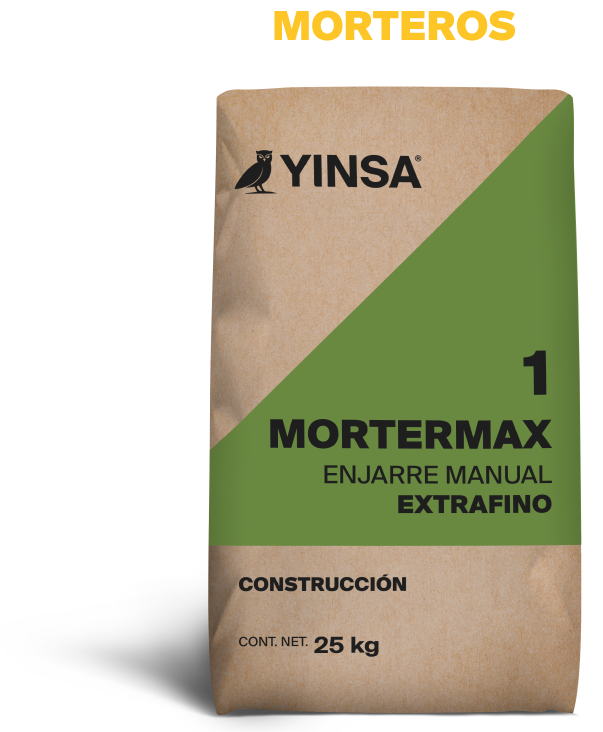 MORTEROS
YINSA®
1
MORTERMAX
ENJARRE MANUAL
EXTRAFINO
CONSTRUCCIÓN
CONT. NET. 25 kg